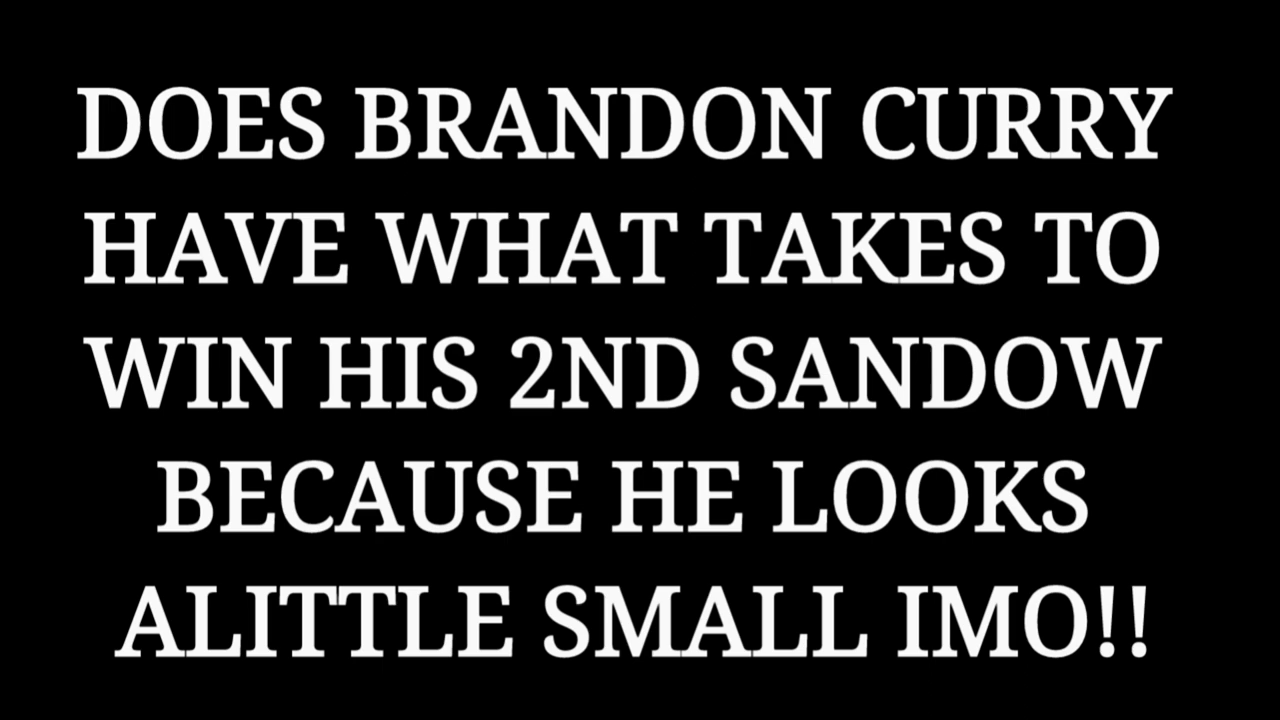 DOES BRANDON CURRY
HAVE WHAT TAKES TO
WIN HIS 2ND SANDOW
BECAUSE HE LOOKS
ALITTLE SMALL IMO!!